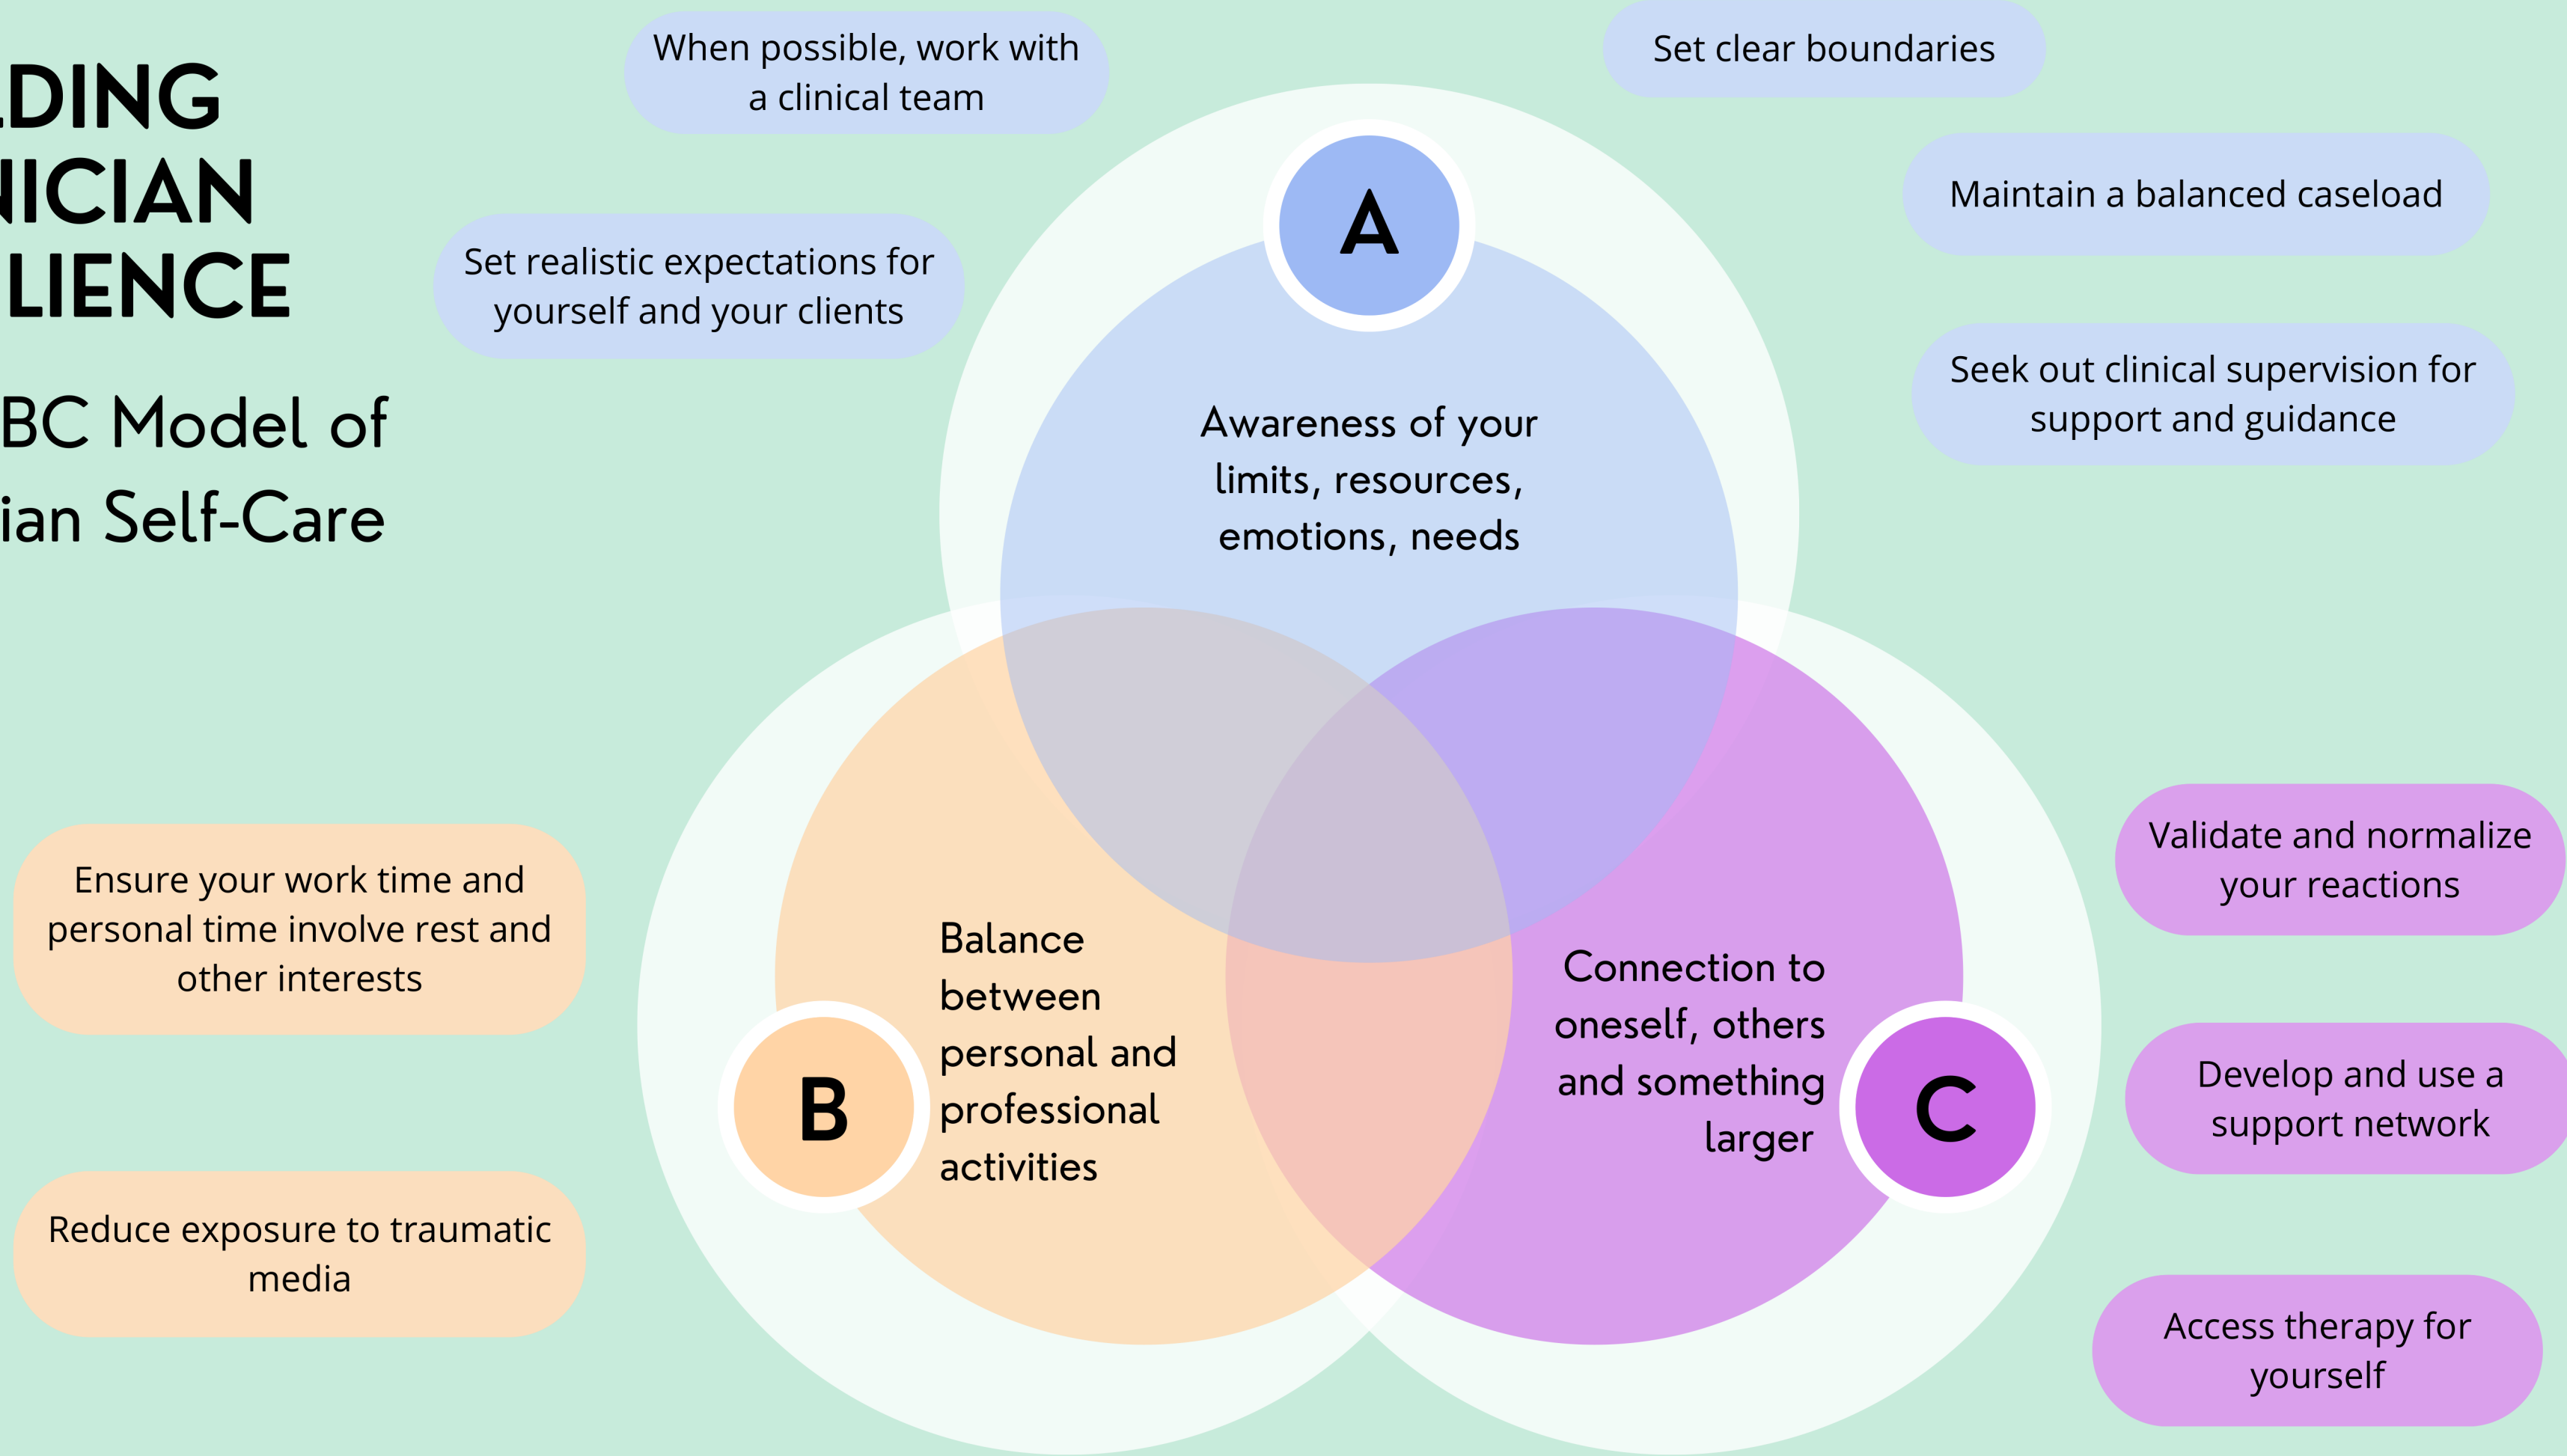 LDING
NICIAN
LIENCE
BC Model of
ian Self-Care
When possible, work with
a clinical team
Set realistic expectations for
yourself and your clients
Set clear boundaries
Maintain a balanced caseload
Seek out clinical supervision for
support and guidance
A
Awareness of your
limits, resources,
emotions, needs
Ensure your work time and
personal time involve rest and
other interests
Reduce exposure to traumatic
media
B
Balance
between
personal and
professional
activities
Connection to
oneself, others
and something
larger
C
Validate and normalize
your reactions
Develop and use a
support network
Access therapy for
yourself